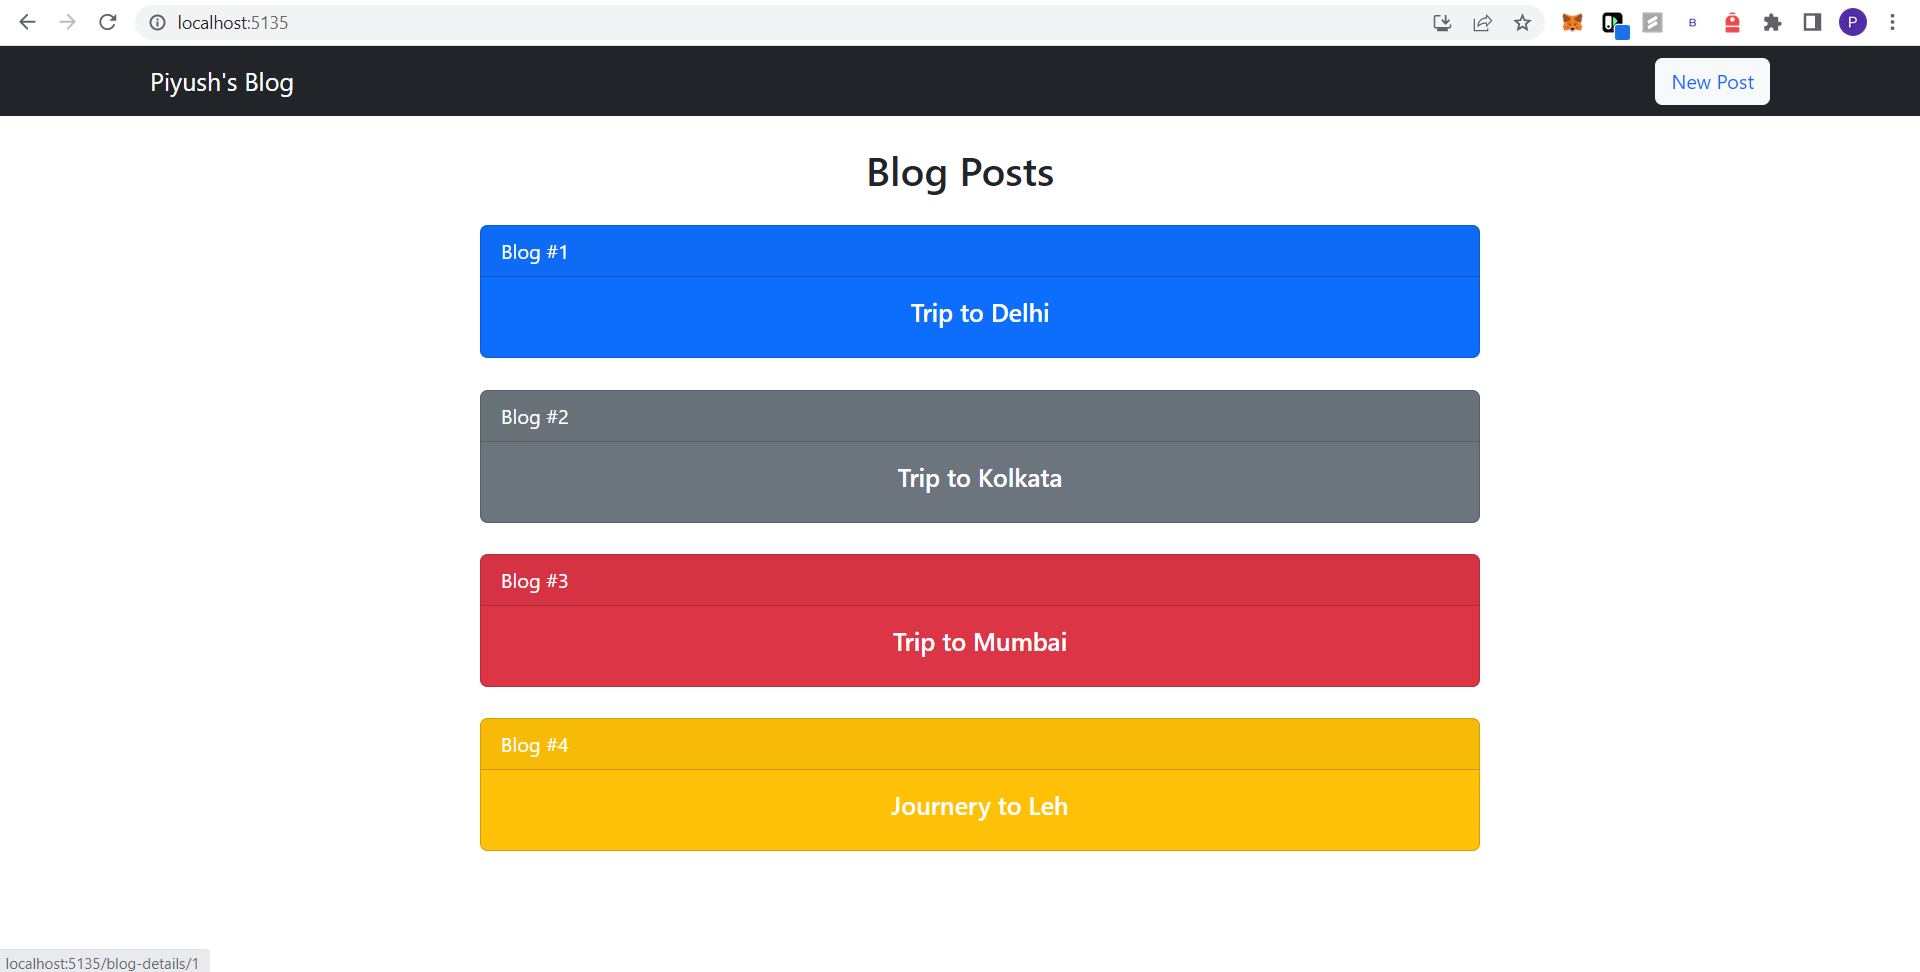 localhost:5135
B
P
Piyush's Blog
New Post
Blog Posts
Blog #1
Trip to Delhi
Blog #2
Trip to Kolkata
Blog #3
Trip to Mumbai
Blog #4
Journery to Leh
localhost:5135/blog-details/1